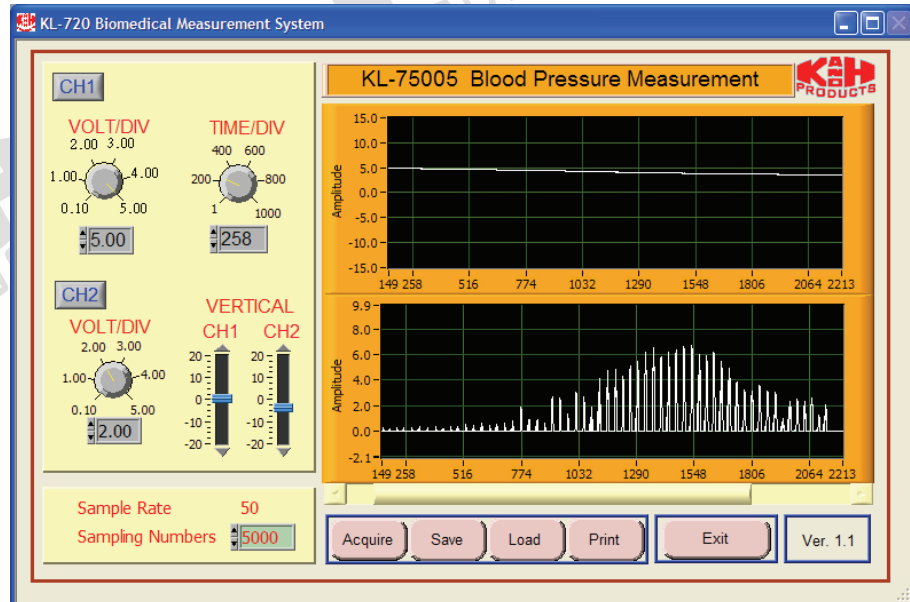 KL-720 Biomedical Measurement System
CH1
VOLT/DIV
2.00 3.00
1.00 4.00
0.10 5.00
5.00
TIME/DIV
400 600
200 800
1 1000
258
CH2
VOLT/DIV
2.00 3.00
1.00 4.00
0.10 5.00
2.00
VERTICAL
CH1 CH2
20 20
10 10
0 0
-10 -10
-20 -20
Sample Rate 50
Sampling Numbers 5000
KL-75005 Blood Pressure Measurement
K AND H
PRODUCTS
Amplitude
15.0
10.0
5.0
0.0
-5.0
-10.0
-15.0
149 258 516 774 1032 1290 1548 1806 2064 2213
Amplitude
9.9
8.0
6.0
4.0
2.0
0.0
-2.1
149 258 516 774 1032 1290 1548 1806 2064 2213
Acquire Save Load Print Exit Ver. 1.1